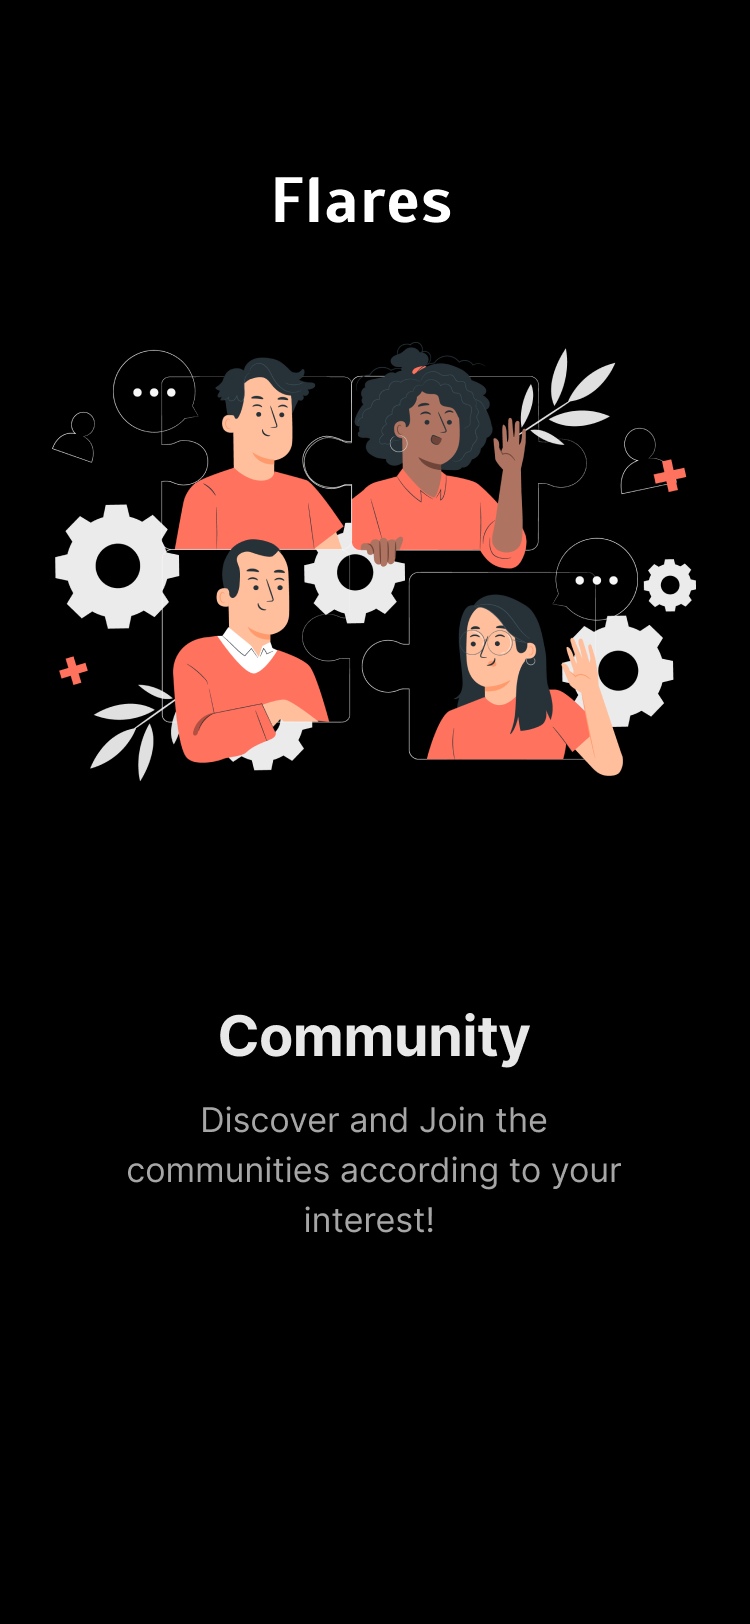 Flares
Community
Discover and Join the
communities according to your
interest!